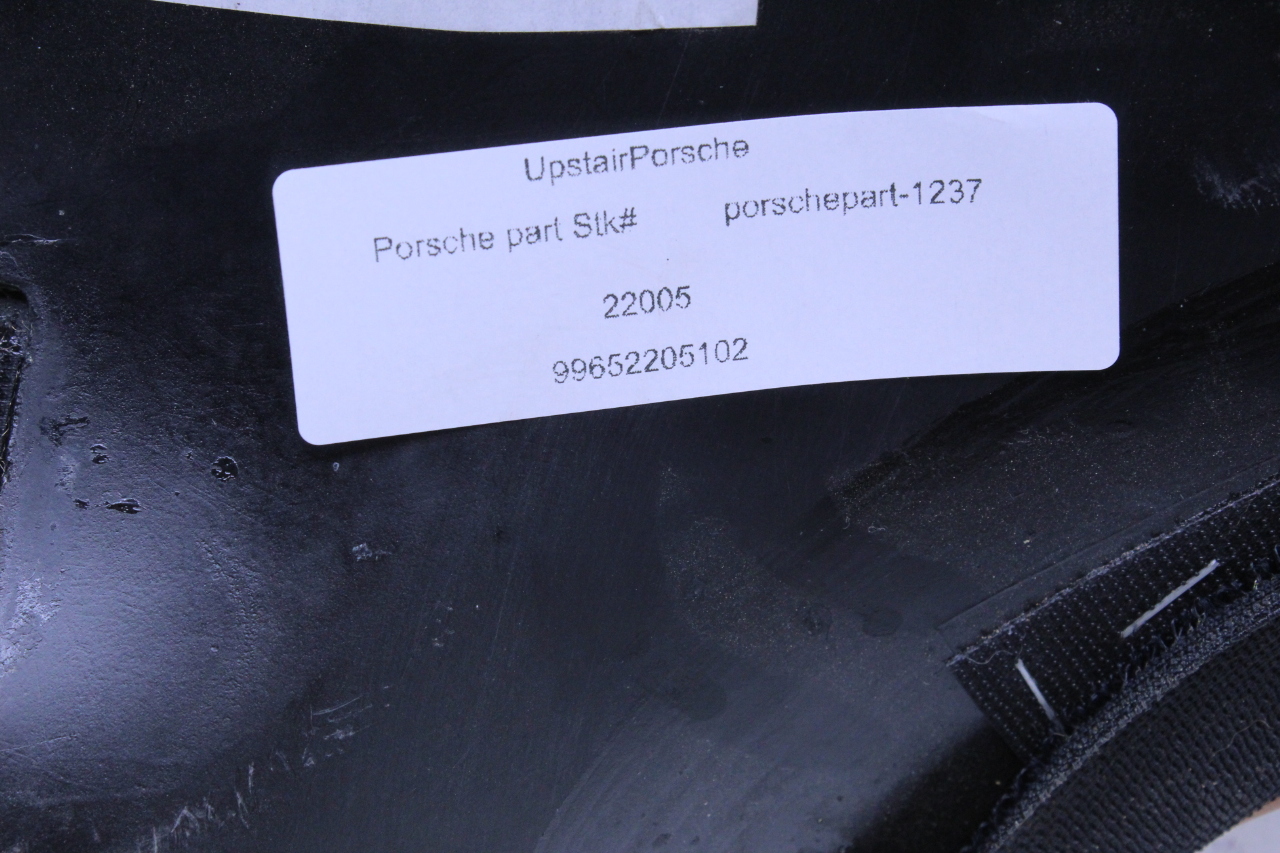 UpstairPorsche
Porsche part Stk# porschepart-1237
22005
99652205102